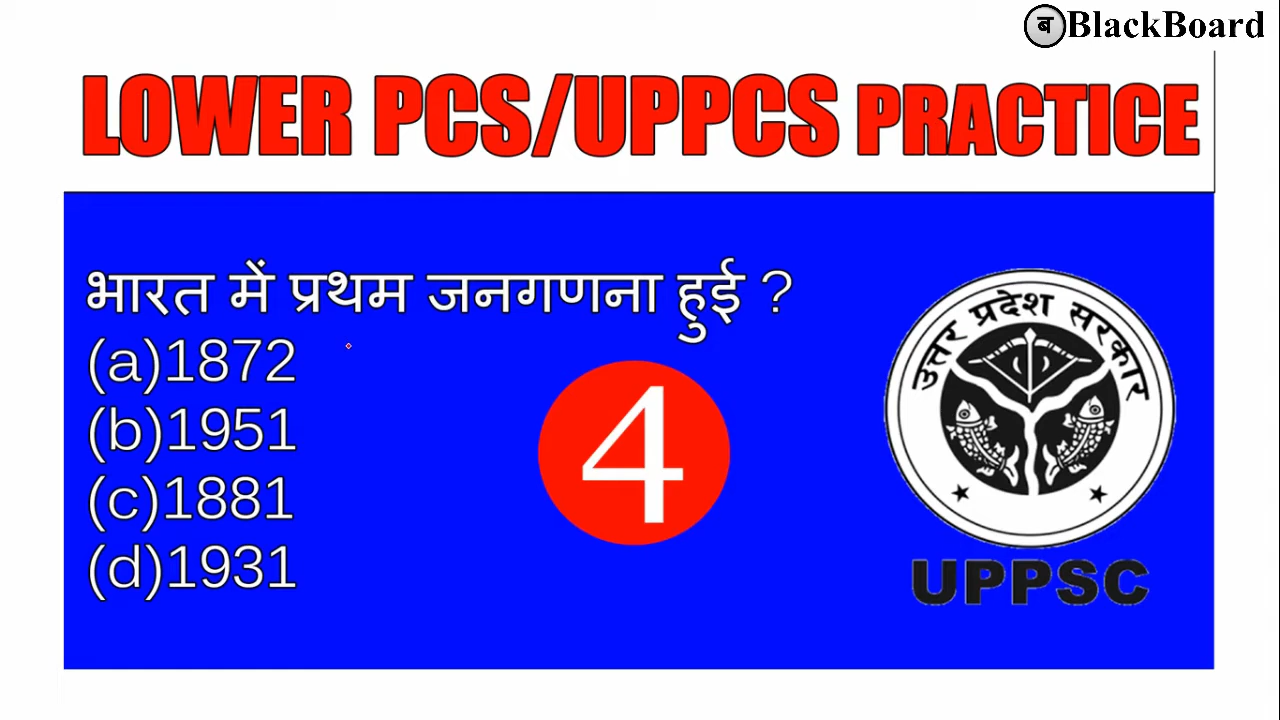 ब BlackBoard
LOWER PCS/UPPCS PRACTICE
भारत में प्रथम जनगणना हुई ?
(a)1872
(b)1951
(c)1881
(d)1931
4
उत्तर प्रदेश सरकार
UPPSC